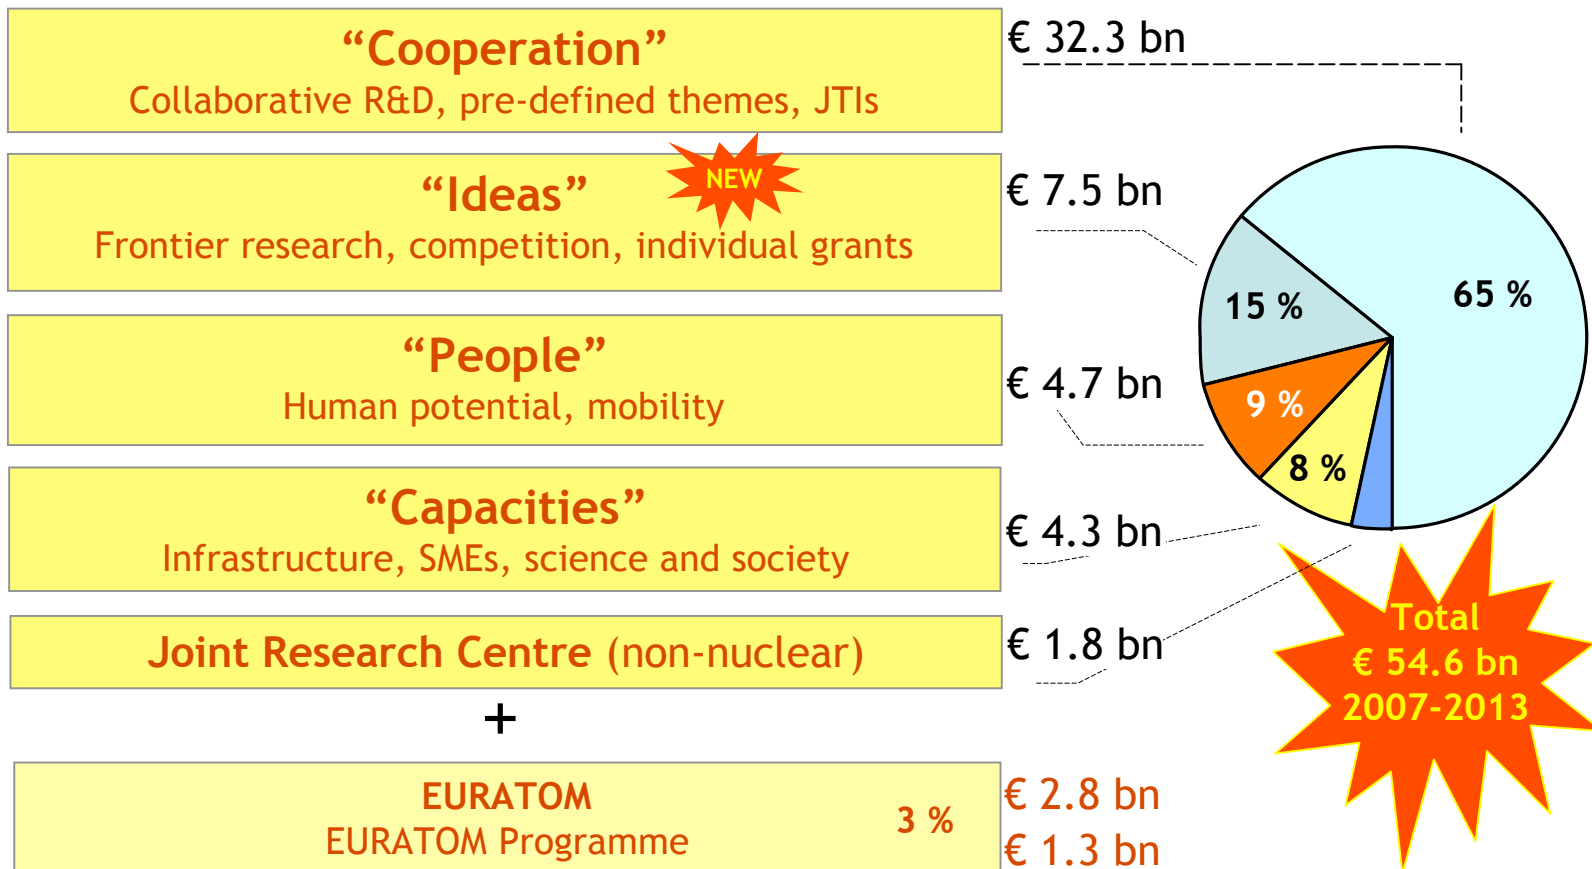 “Cooperation”
Collaborative R&D, pre-defined themes, JTIs
€ 32.3 bn
“Ideas”
NEW
Frontier research, competition, individual grants
€ 7.5 bn
“People”
Human potential, mobility
€ 4.7 bn
“Capacities”
Infrastructure, SMEs, science and society
€ 4.3 bn
Joint Research Centre (non-nuclear)
€ 1.8 bn
+
EURATOM
EURATOM Programme
3 %
€ 2.8 bn
€ 1.3 bn
65 %
15 %
9 %
8 %
Total
€ 54.6 bn
2007-2013